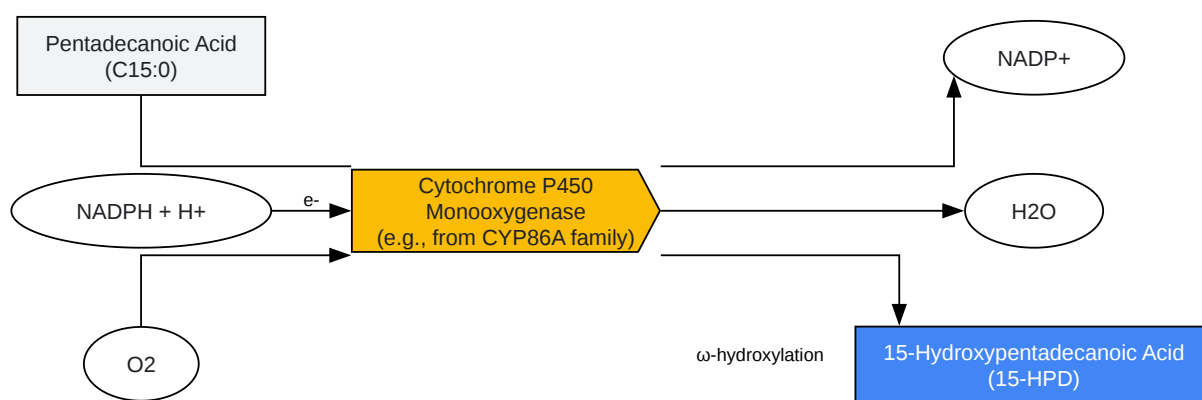 Pentadecanoic Acid
(C15:0)
NADP+
NADPH + H+
e-
Cytochrome P450
Monooxygenase
(e.g., from CYP86A family)
H2O
O2
ω-hydroxylation
15-Hydroxypentadecanoic Acid
(15-HPD)